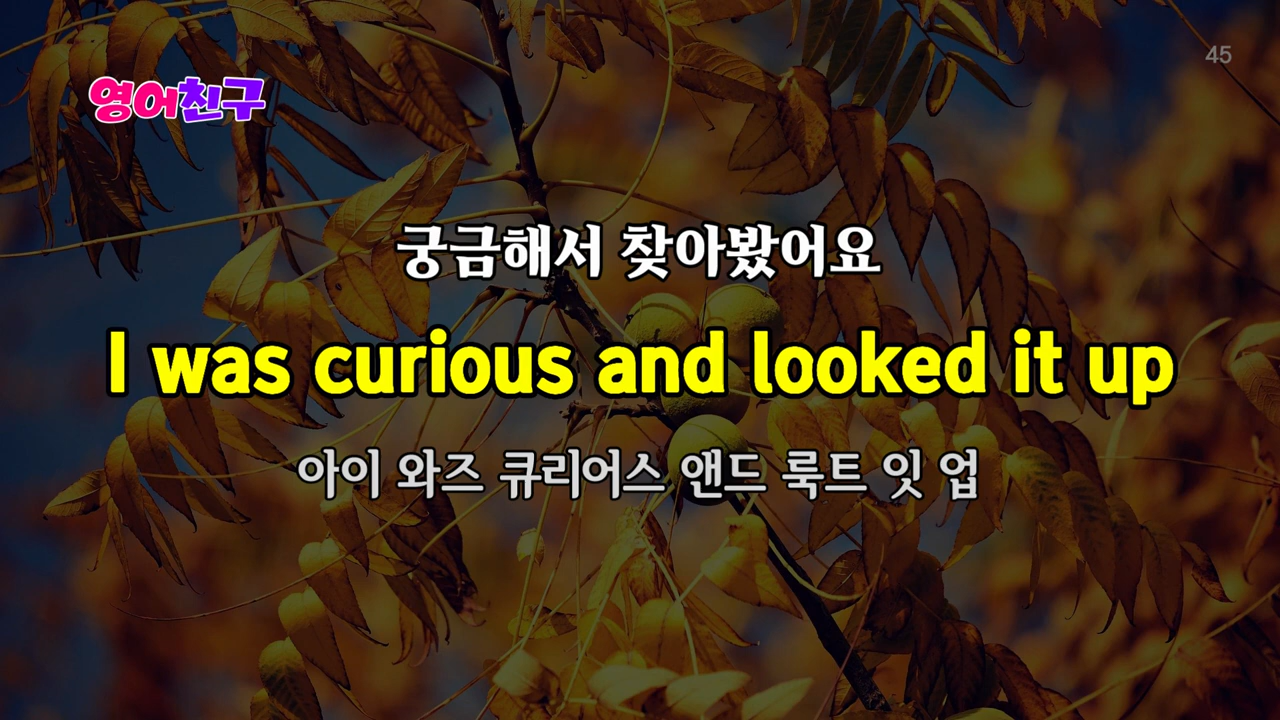 45
영어친구
궁금해서 찾아봤어요
I was curious and looked it up
아이 와즈 큐리어스 앤드 룩트 잇 업